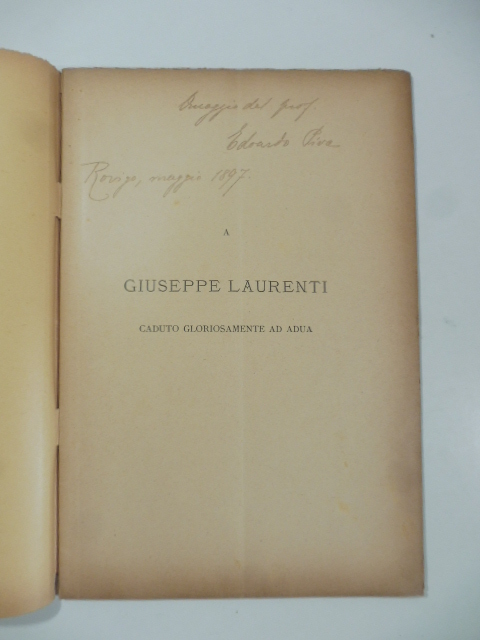 Omaggio del prof.
Edoardo Piva
Rovigo, maggio 1897.
A
GIUSEPPE LAURENTI
CADUTO GLORIOSAMENTE AD ADUA